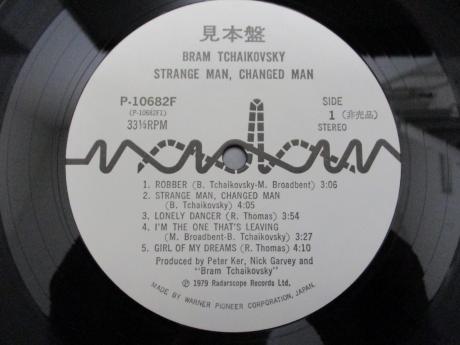 見本盤
BRAM TCHAIKOVSKY
STRANGE MAN, CHANGED MAN
P-10682F
(P-10682F1)
33⅓RPM
SIDE
1 (非売品)
STEREO
1. ROBBER (B. Tchaikovsky-M. Broadbent) 3:06
2. STRANGE MAN, CHANGED MAN
(B. Tchaikovsky) 4:05
3. LONELY DANCER (R. Thomas) 3:54
4. I'M THE ONE THAT'S LEAVING
(M. Broadbent-B. Tchaikovsky) 3:27
5. GIRL OF MY DREAMS (R. Thomas) 4:10
Produced by Peter Ker, Nick Garvey and
"Bram Tchaikovsky"
Ⓟ 1979 Radarscope Records Ltd.
MADE BY WARNER PIONEER CORPORATION, JAPAN.